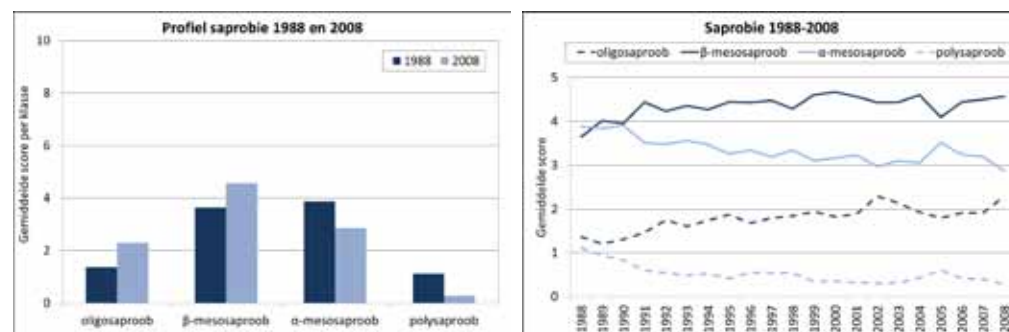 Profiel saprobie 1988 en 2008
1988 2008
Gemiddelde score per klasse
10
8
6
4
2
0
oligosaproob β-mesosaproob α-mesosaproob polysaproob
Saprobie 1988-2008
oligosaproob β-mesosaproob α-mesosaproob polysaproob
Gemiddelde score
5
4
3
2
1
0
1988 1989 1990 1991 1992 1993 1994 1995 1996 1997 1998 1999 2000 2001 2002 2003 2004 2005 2006 2007 2008